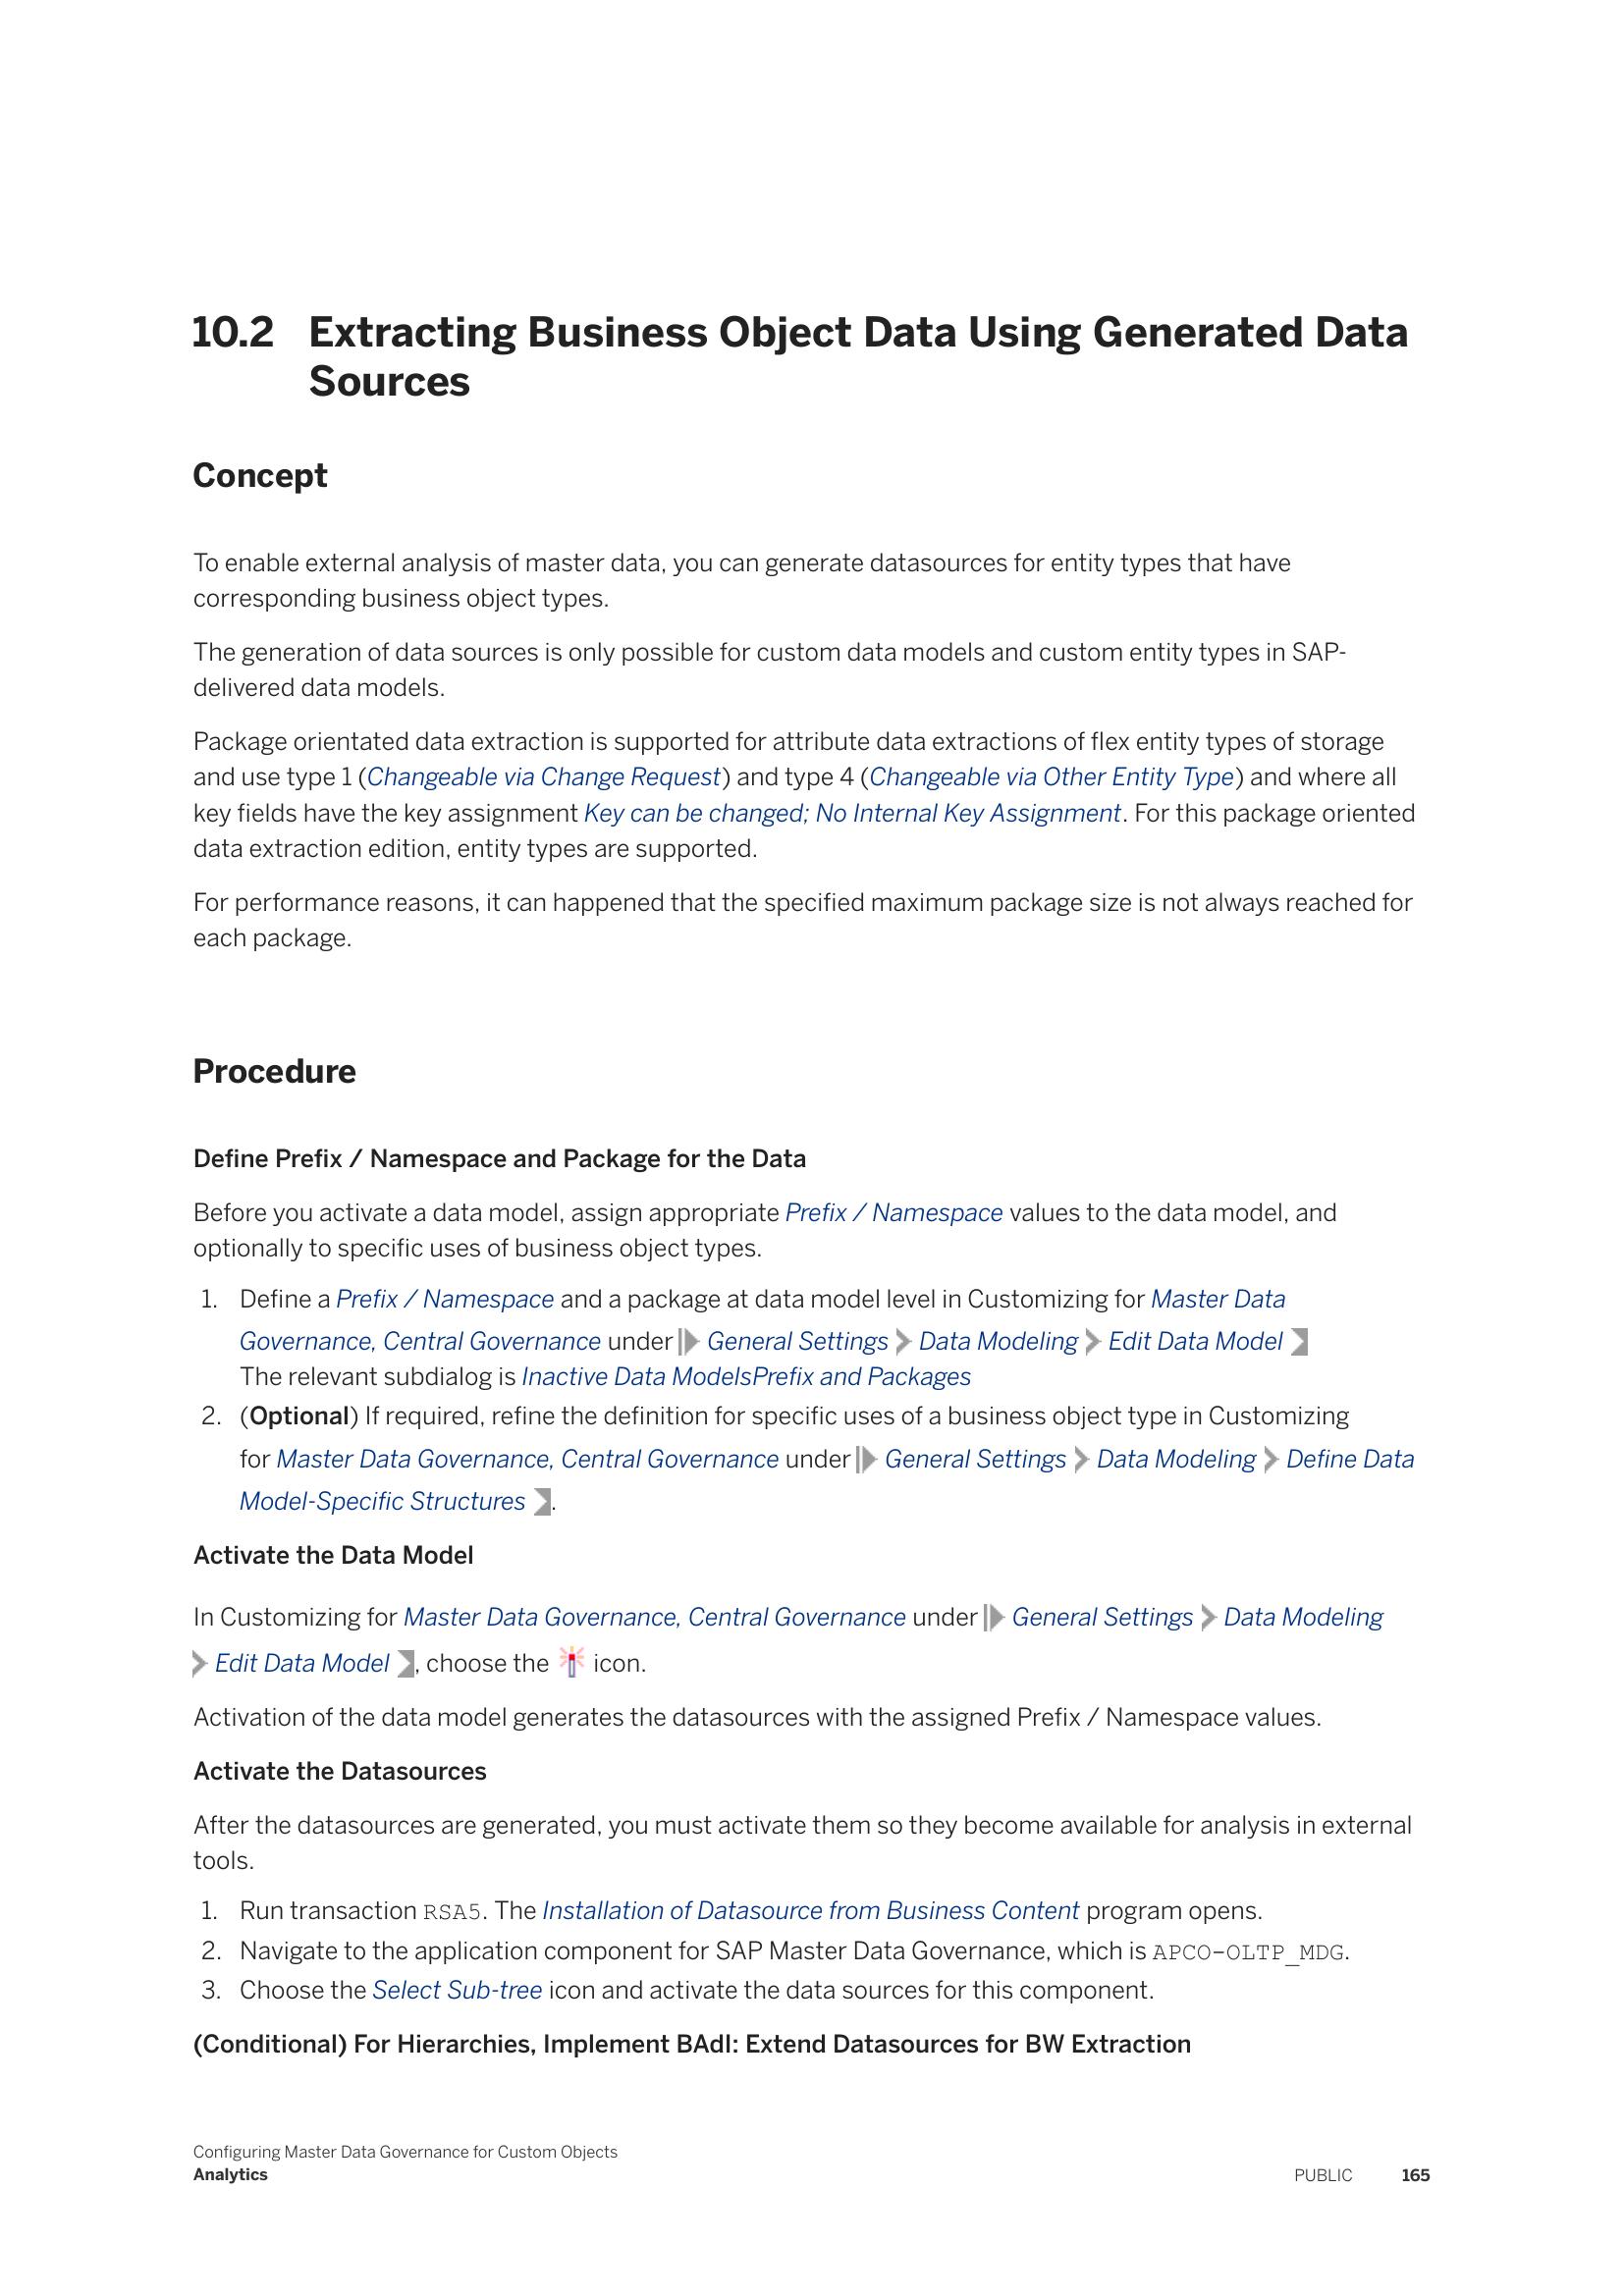 10.2 Extracting Business Object Data Using Generated Data
Sources
Concept
To enable external analysis of master data, you can generate datasources for entity types that have
corresponding business object types.
The generation of data sources is only possible for custom data models and custom entity types in SAP-
delivered data models.
Package orientated data extraction is supported for attribute data extractions of flex entity types of storage
and use type 1 (Changeable via Change Request) and type 4 (Changeable via Other Entity Type) and where all
key fields have the key assignment Key can be changed; No Internal Key Assignment. For this package oriented
data extraction edition, entity types are supported.
For performance reasons, it can happened that the specified maximum package size is not always reached for
each package.
Procedure
Define Prefix / Namespace and Package for the Data
Before you activate a data model, assign appropriate Prefix / Namespace values to the data model, and
optionally to specific uses of business object types.
1. Define a Prefix / Namespace and a package at data model level in Customizing for Master Data
Governance, Central Governance under General Settings Data Modeling Edit Data Model
The relevant subdialog is Inactive Data ModelsPrefix and Packages
2. (Optional) If required, refine the definition for specific uses of a business object type in Customizing
for Master Data Governance, Central Governance under General Settings Data Modeling Define Data
Model-Specific Structures .
Activate the Data Model
In Customizing for Master Data Governance, Central Governance under General Settings Data Modeling
Edit Data Model , choose the icon.
Activation of the data model generates the datasources with the assigned Prefix / Namespace values.
Activate the Datasources
After the datasources are generated, you must activate them so they become available for analysis in external
tools.
1. Run transaction RSA5. The Installation of Datasource from Business Content program opens.
2. Navigate to the application component for SAP Master Data Governance, which is APCO-OLTP_MDG.
3. Choose the Select Sub-tree icon and activate the data sources for this component.
(Conditional) For Hierarchies, Implement BAdI: Extend Datasources for BW Extraction
Configuring Master Data Governance for Custom Objects
Analytics PUBLIC 165